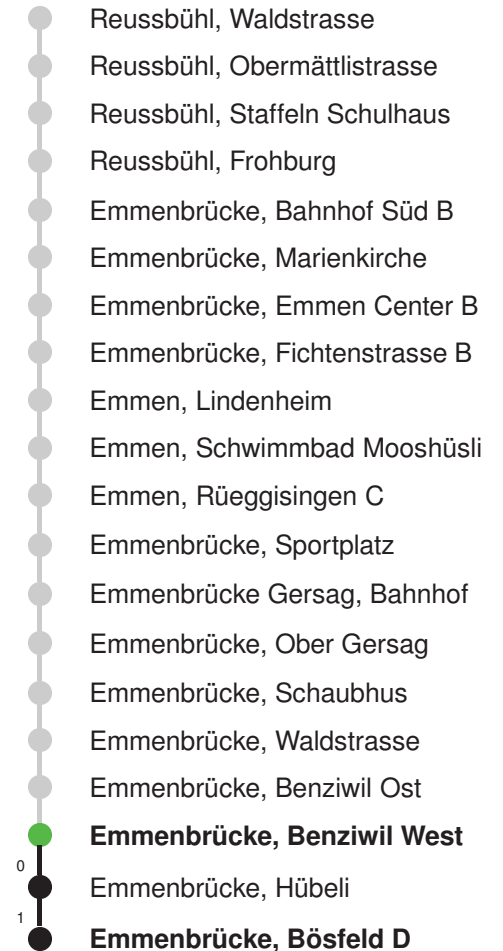 Reussbühl, Waldstrasse
Reussbühl, Obermättlistrasse
Reussbühl, Staffeln Schulhaus
Reussbühl, Frohburg
Emmenbrücke, Bahnhof Süd B
Emmenbrücke, Marienkirche
Emmenbrücke, Emmen Center B
Emmenbrücke, Fichtenstrasse B
Emmen, Lindenheim
Emmen, Schwimmbad Mooshüsli
Emmen, Rüeggisingen C
Emmenbrücke, Sportplatz
Emmenbrücke Gersag, Bahnhof
Emmenbrücke, Ober Gersag
Emmenbrücke, Schaubhus
Emmenbrücke, Waldstrasse
Emmenbrücke, Benziwil Ost
Emmenbrücke, Benziwil West
0
Emmenbrücke, Hübeli
1
Emmenbrücke, Bösfeld D